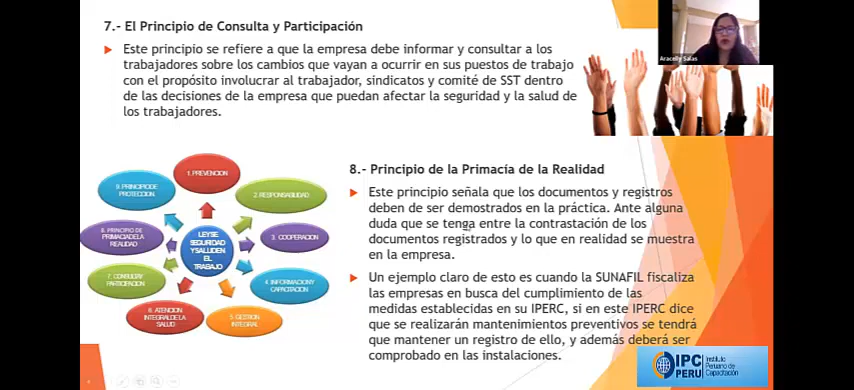 7.- El Principio de Consulta y Participación
Este principio se refiere a que la empresa debe informar y consultar a los
trabajadores sobre los cambios que vayan a ocurrir en sus puestos de trabajo
con el propósito involucrar al trabajador, sindicatos y comité de SST dentro
de las decisiones de la empresa que puedan afectar la seguridad y la salud de
los trabajadores.
Aracelly Salas
1. PREVENCION
2. RESPONSABILIDAD
3. COOPERACION
4. INFORMACION Y
CAPACITACION
5. GESTION
INTEGRAL
6. ATENCION
INTEGRAL DE LA
SALUD
7. CONSULTA Y
PARTICIPACION
8. PRINCIPIO DE
PRIMACIA DE LA
REALIDAD
9. PRINCIPIO DE
PROTECCION
LEY DE
SEGURIDAD
Y SALUD EN
EL
TRABAJO
8.- Principio de la Primacía de la Realidad
Este principio señala que los documentos y registros
deben de ser demostrados en la práctica. Ante alguna
duda que se tenga entre la contrastación de los
documentos registrados y lo que en realidad se muestra
en la empresa.
Un ejemplo claro de esto es cuando la SUNAFIL fiscaliza
las empresas en busca del cumplimiento de las
medidas establecidas en su IPERC, si en este IPERC dice
que se realizarán mantenimientos preventivos se tendrá
que mantener un registro de ello, y además deberá ser
comprobado en las instalaciones.
IPC
PERU
Instituto
Peruano de
Capacitación